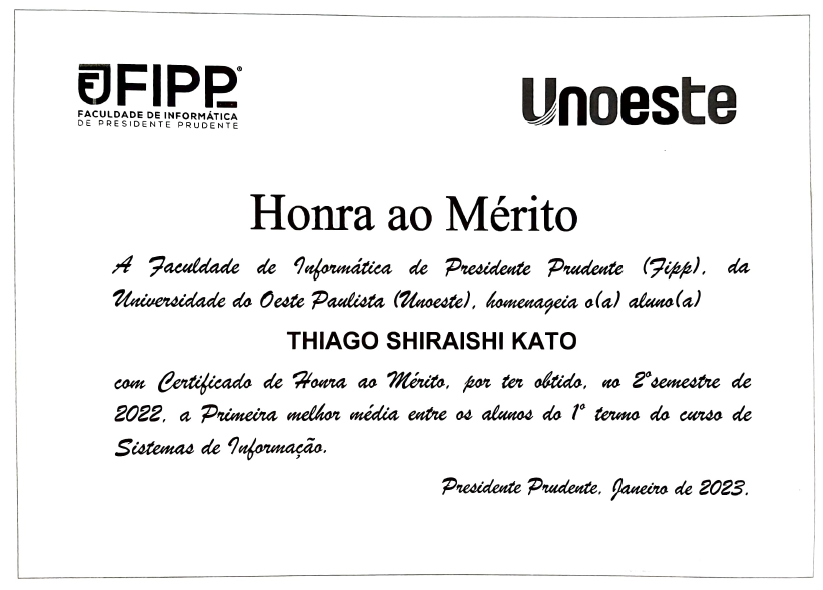 FIPP®
FACULDADE DE INFORMÁTICA
DE PRESIDENTE PRUDENTE
Unoeste
Honra ao Mérito
A Faculdade de Informática de Presidente Prudente (Fipp), da
Universidade do Oeste Paulista (Unoeste), homenageia o(a) aluno(a)
THIAGO SHIRAISHI KATO
com Certificado de Honra ao Mérito, por ter obtido, no 2ºsemestre de
2022, a Primeira melhor média entre os alunos do 1º termo do curso de
Sistemas de Informação.
Presidente Prudente, Janeiro de 2023.